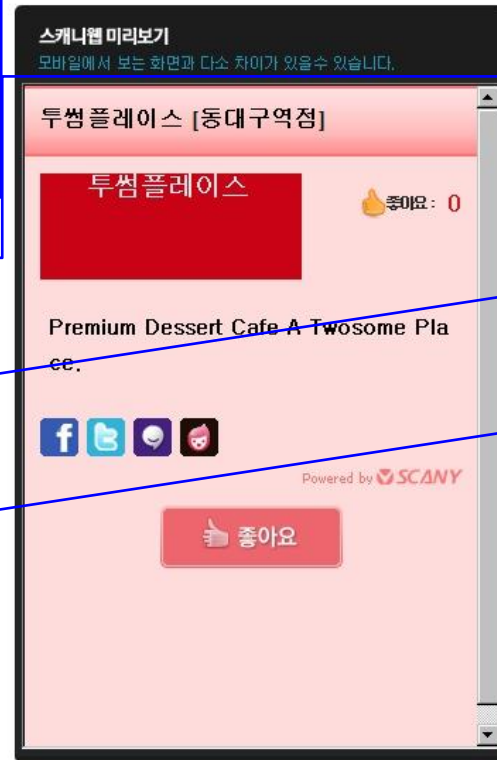 스캐니웹 미리보기
모바일에서 보는 화면과 다소 차이가 있을수 있습니다.
투썸플레이스 [동대구역점]
투썸플레이스
좋아요 : 0
Premium Dessert Cafe A Twosome Pla
ce.
Powered by SCANY
좋아요